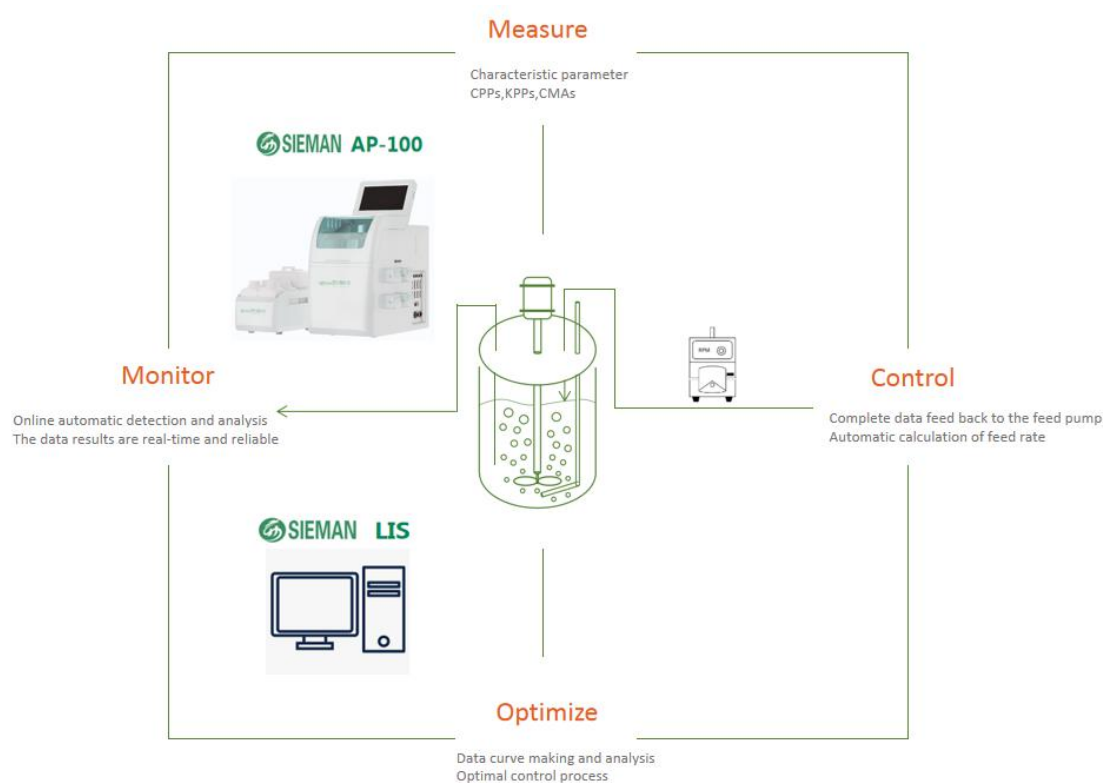 Measure
Characteristic parameter
CPPs,KPPs,CMAs
SIEMAN AP-100
RPM
Monitor
Online automatic detection and analysis
The data results are real-time and reliable
Control
Complete data feed back to the feed pump
Automatic calculation of feed rate
SIEMAN LIS
Optimize
Data curve making and analysis
Optimal control process